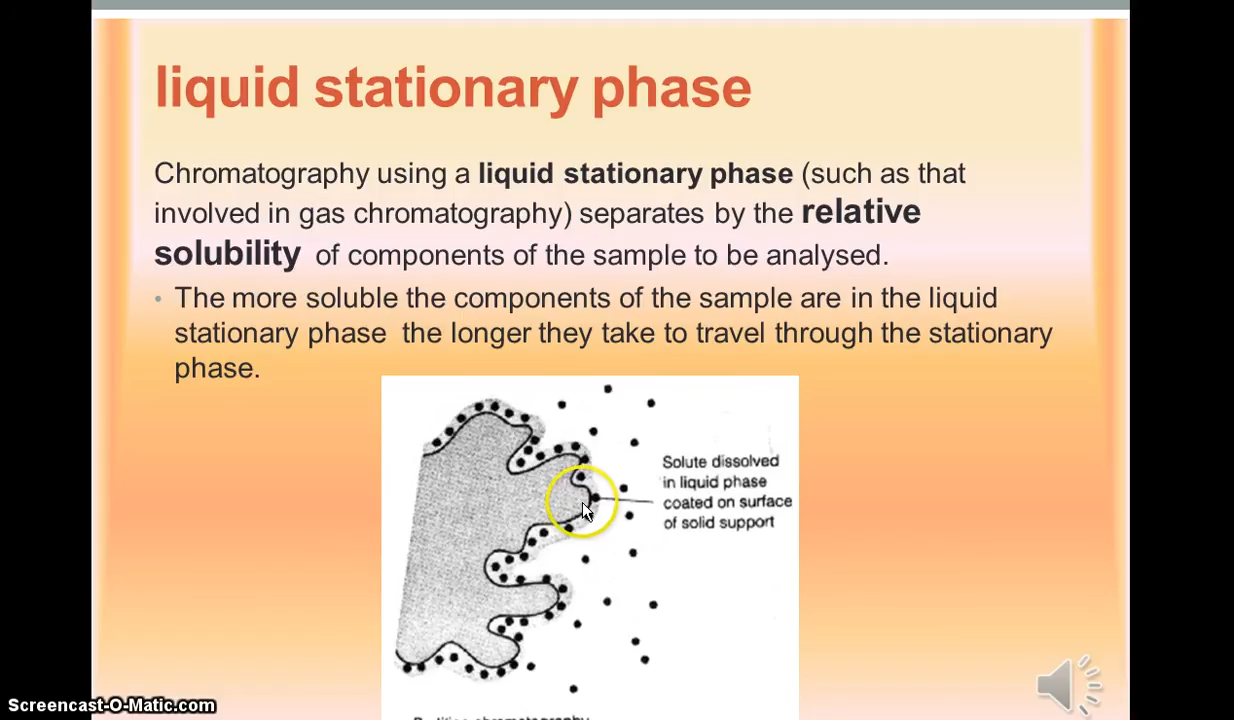 liquid stationary phase
Chromatography using a liquid stationary phase (such as that
involved in gas chromatography) separates by the relative
solubility of components of the sample to be analysed.
• The more soluble the components of the sample are in the liquid
stationary phase the longer they take to travel through the stationary
phase.
Solute dissolved
in liquid phase
coated on surface
of solid support
Screencast-O-Matic.com